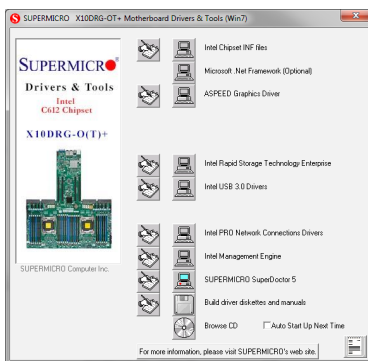 SUPERMICRO X10DRG-OT+ Motherboard Drivers & Tools (Win7)
SUPERMICRO
Drivers & Tools
Intel
C612 Chipset
X10DRG-O(T)+
SUPERMICRO Computer Inc.
Intel Chipset INF files
Microsoft .Net Framework (Optional)
ASPEED Graphics Driver
Intel Rapid Storage Technology Enterprise
Intel USB 3.0 Drivers
Intel PRO Network Connections Drivers
Intel Management Engine
SUPERMICRO SuperDoctor 5
Build driver diskettes and manuals
Browse CD
Auto Start Up Next Time
For more information, please visit SUPERMICRO's web site.